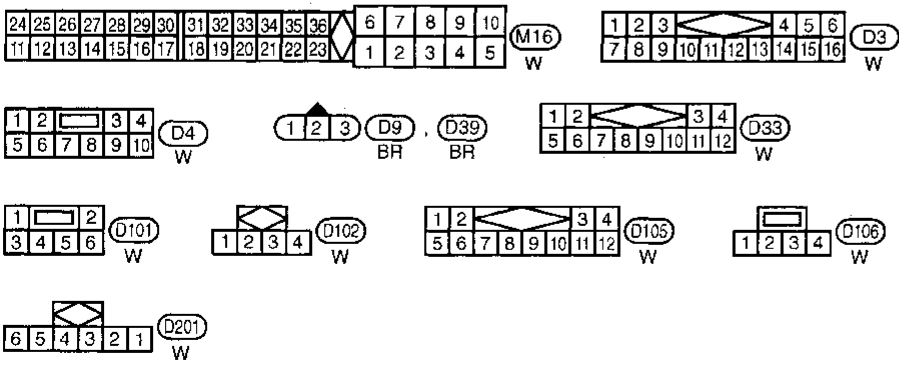 24 25 26 27 28 29 30 31 32 33 34 35 36 6 7 8 9 10
11 12 13 14 15 16 17 18 19 20 21 22 23 1 2 3 4 5
M16
W
1 2 3 4 5 6
7 8 9 10 11 12 13 14 15 16
D3
W
1 2 3 4
5 6 7 8 9 10
D4
W
1 2 3
D9 , D39
BR BR
1 2 3 4
5 6 7 8 9 10 11 12
D33
W
1 2
3 4 5 6
D101
W
1 2 3 4
D102
W
1 2 3 4
5 6 7 8 9 10 11 12
D105
W
1 2 3 4
D106
W
6 5 4 3 2 1
D201
W